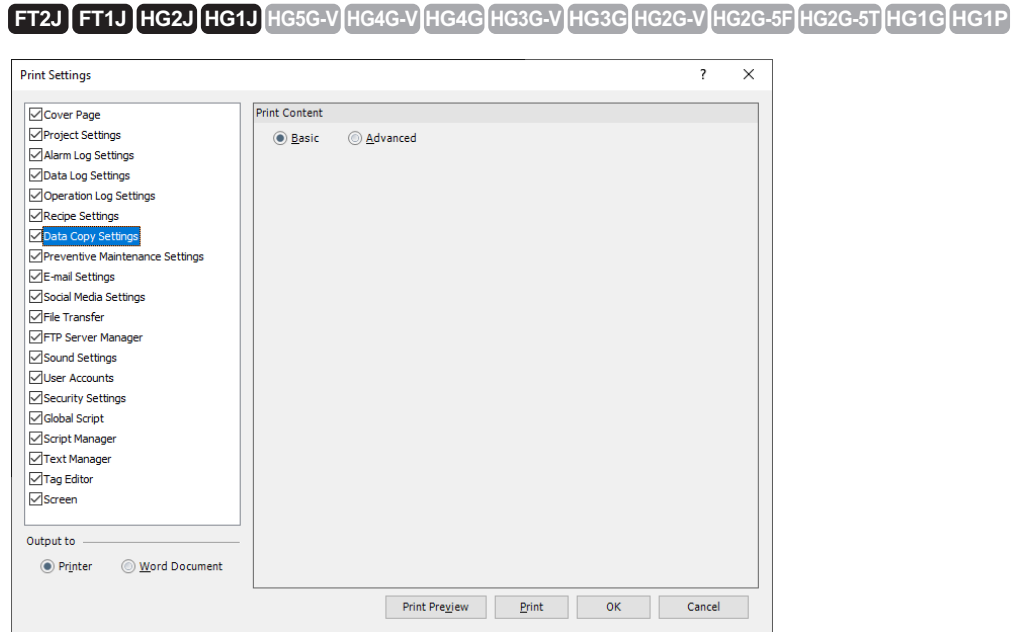 FT2J FT1J HG2J HG1J HG5G-V HG4G-V HG4G HG3G-V HG3G HG2G-V HG2G-5F HG2G-5T HG1G HG1P
Print Settings
?
Cover Page
Project Settings
Alarm Log Settings
Data Log Settings
Operation Log Settings
Recipe Settings
Data Copy Settings
Preventive Maintenance Settings
E-mail Settings
Social Media Settings
File Transfer
FTP Server Manager
Sound Settings
User Accounts
Security Settings
Global Script
Script Manager
Text Manager
Tag Editor
Screen
Output to
Printer Word Document
Print Content
Basic Advanced
Print Preview Print OK Cancel